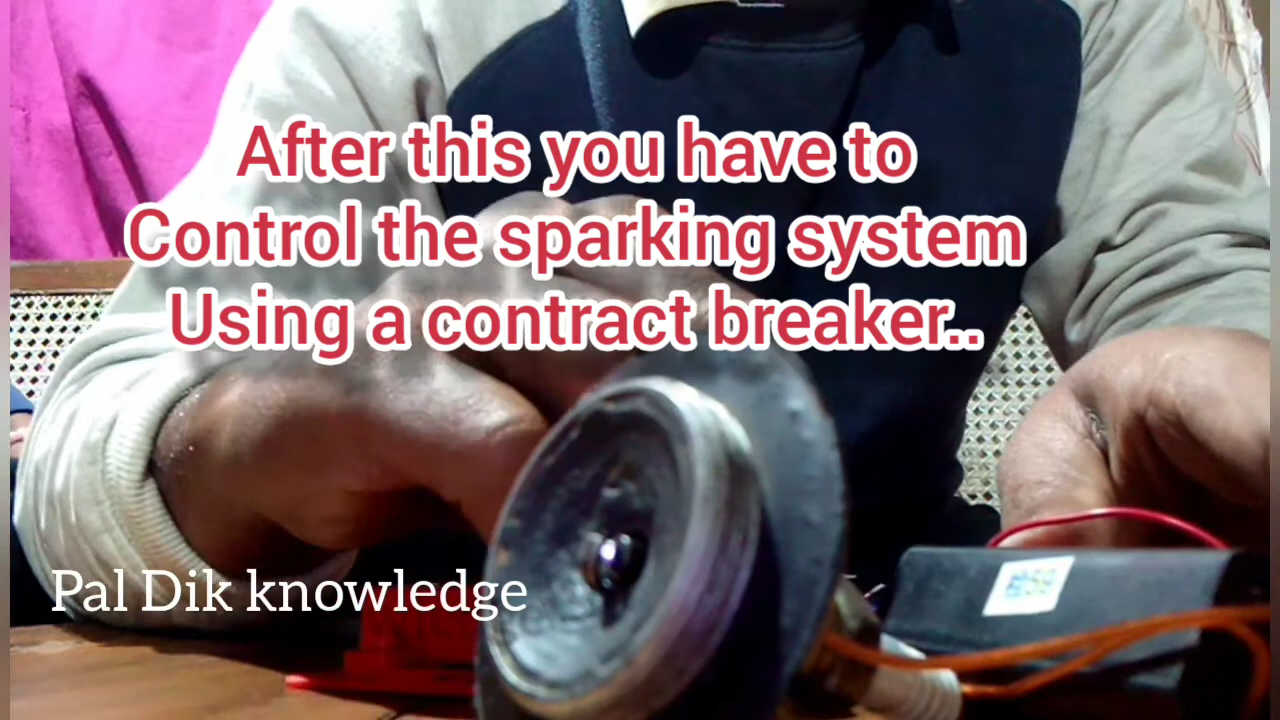 After this you have to
Control the sparking system
Using a contract breaker..
Pal Dik knowledge